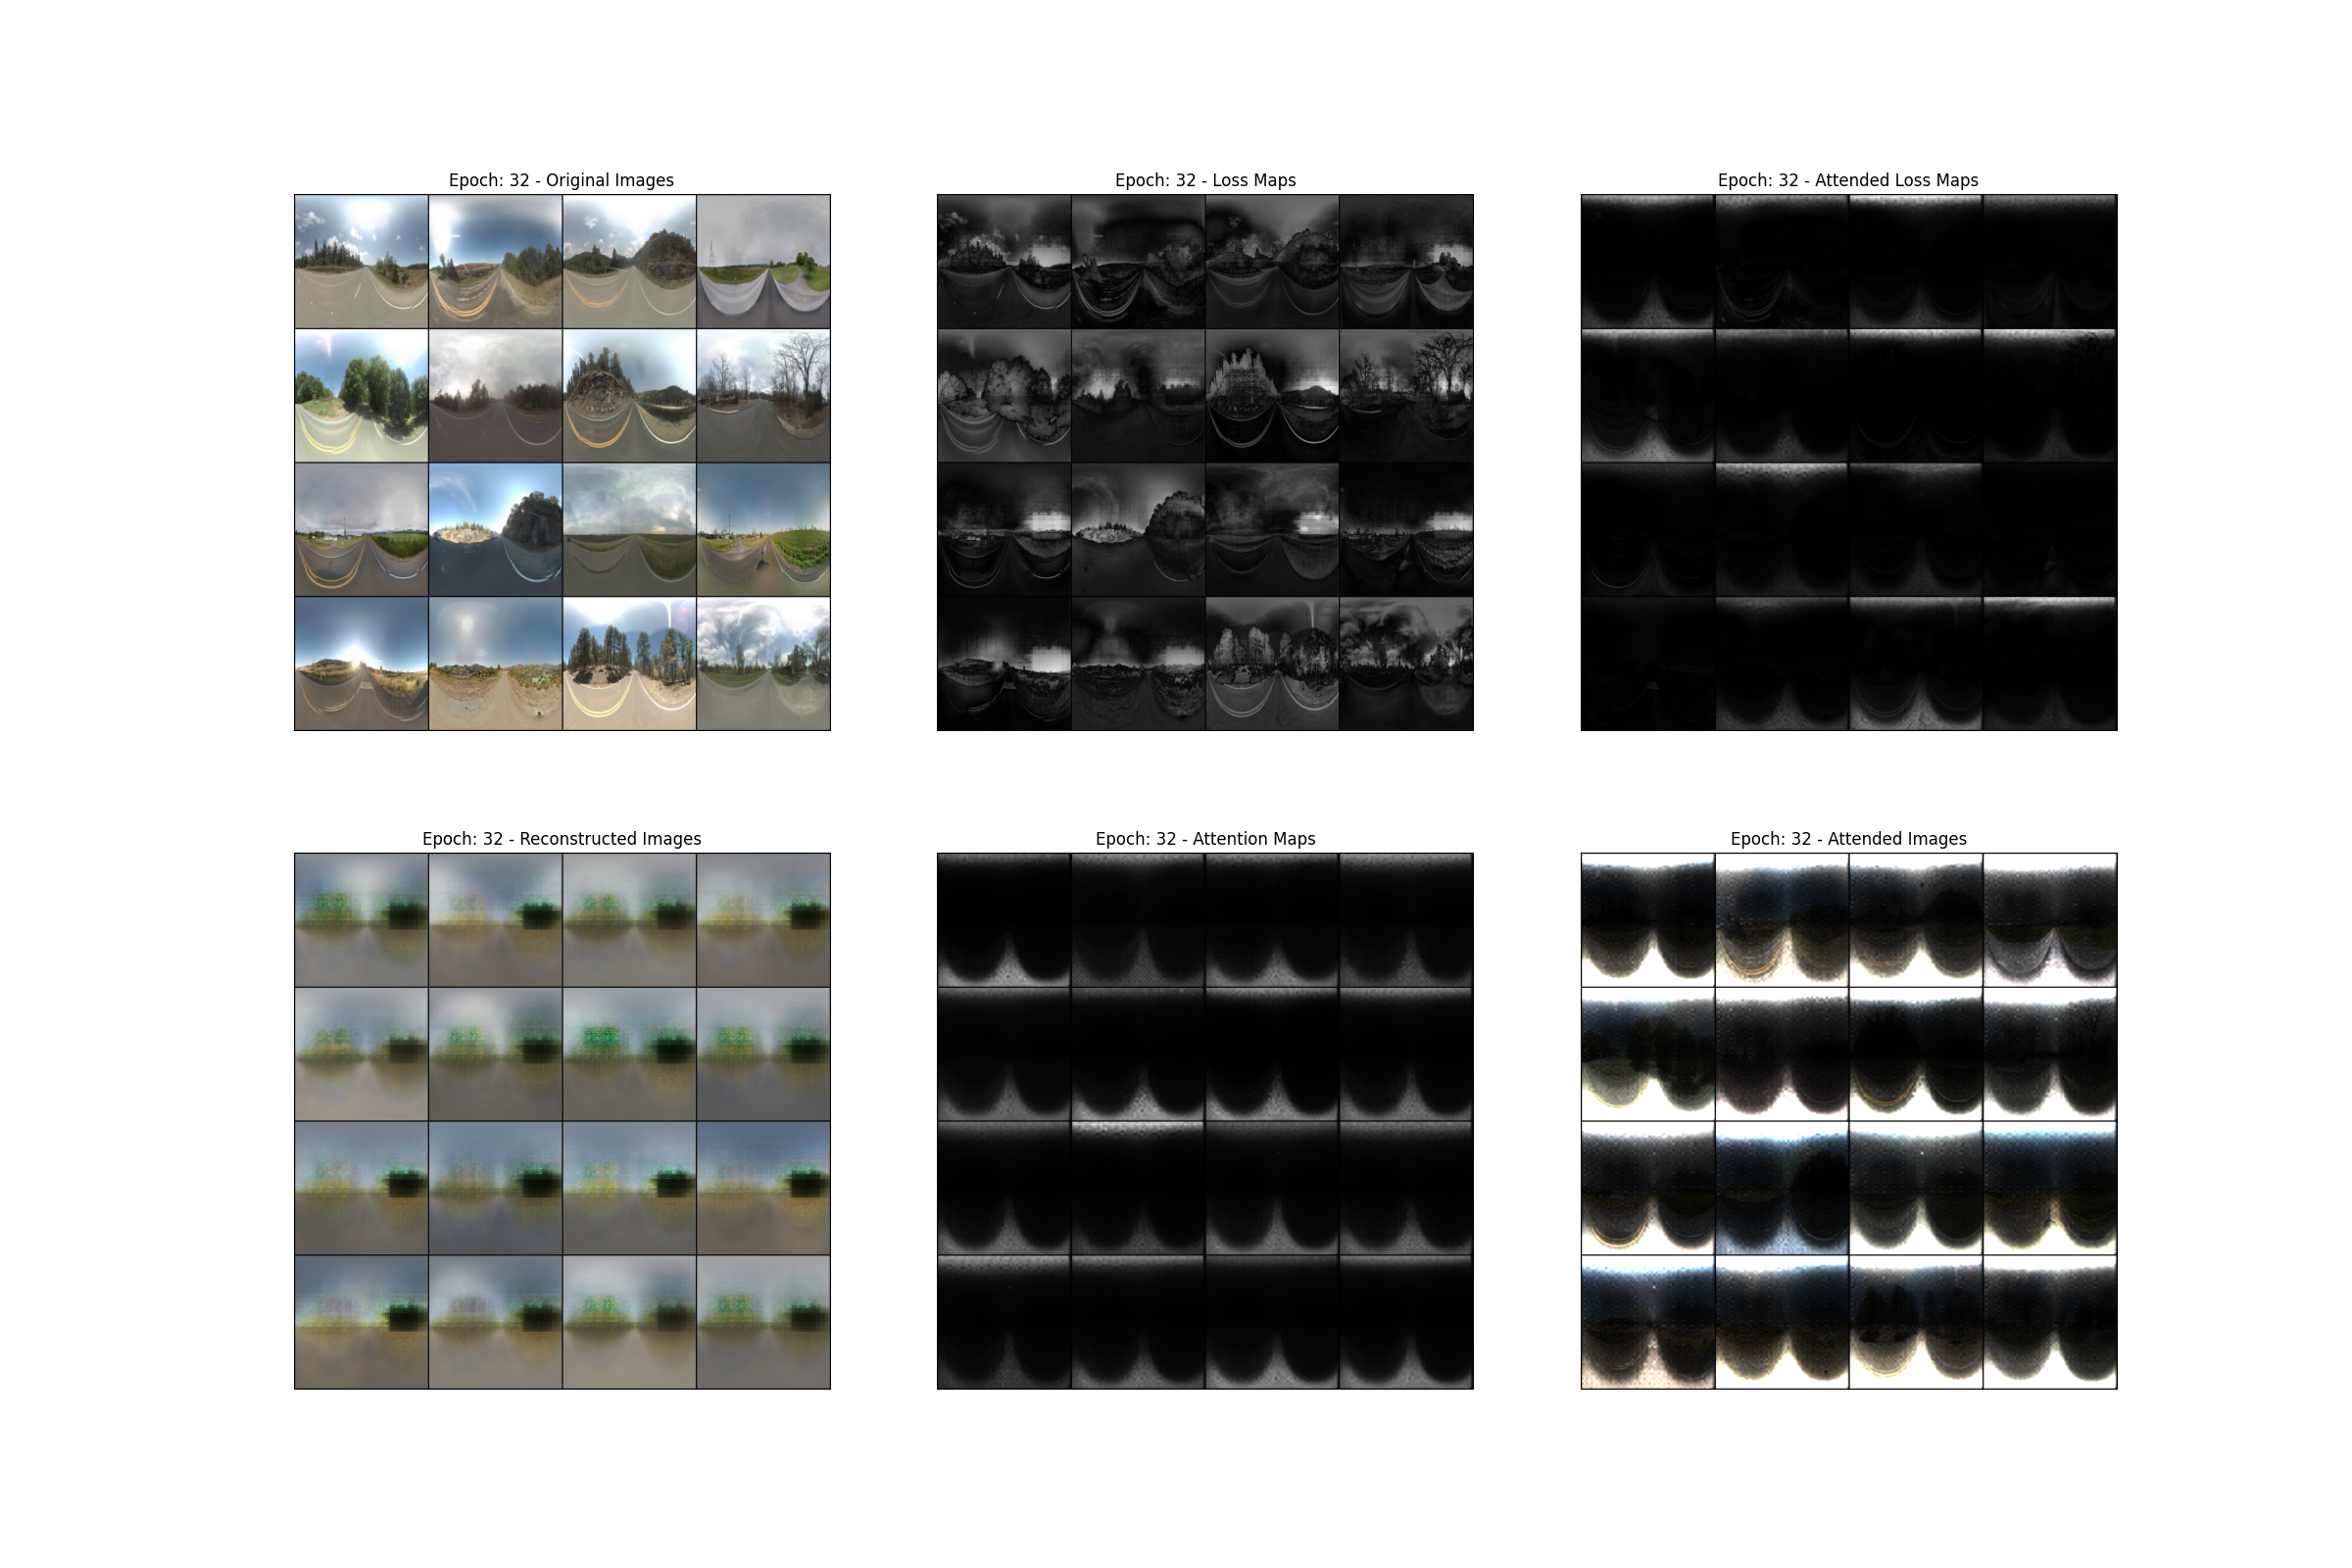 Epoch: 32 - Original Images
Epoch: 32 - Loss Maps
Epoch: 32 - Attended Loss Maps
Epoch: 32 - Reconstructed Images
Epoch: 32 - Attention Maps
Epoch: 32 - Attended Images